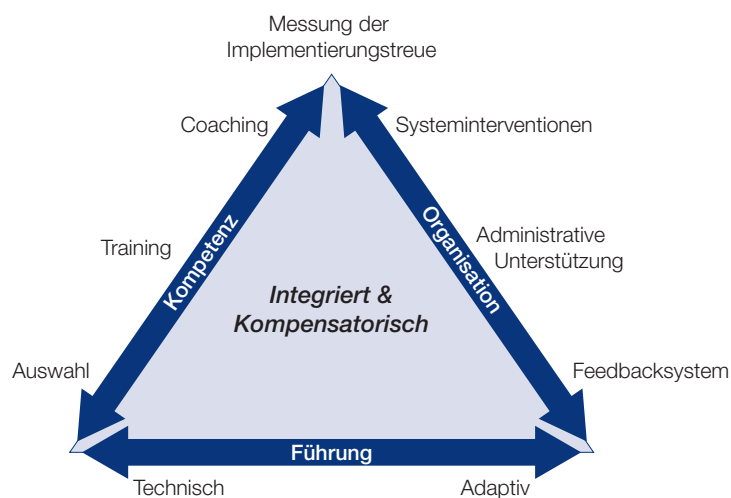 Messung der
Implementierungstreue
Coaching
Systeminterventionen
Training
Kompetenz
Organisation
Administrative
Unterstützung
Integriert &
Kompensatorisch
Auswahl
Feedbacksystem
Führung
Technisch
Adaptiv